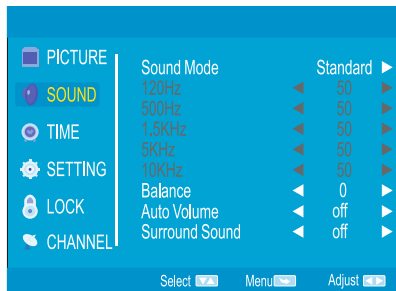 PICTURE
SOUND
TIME
SETTING
LOCK
CHANNEL
Sound Mode Standard
120Hz 50
500Hz 50
1.5KHz 50
5KHz 50
10KHz 50
Balance 0
Auto Volume off
Surround Sound off
Select Menu Adjust